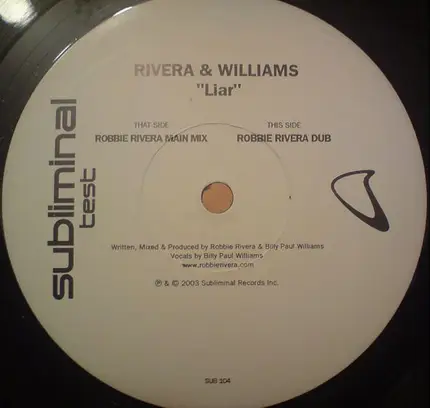 RIVERA & WILLIAMS
"Liar"
THAT SIDE
ROBBIE RIVERA MAIN MIX
THIS SIDE
ROBBIE RIVERA DUB
subliminal
test
Written, Mixed & Produced by Robbie Rivera & Billy Paul Williams
Vocals by Billy Paul Williams
www.robbierivera.com
℗ & © 2003 Subliminal Records Inc.
SUB 104